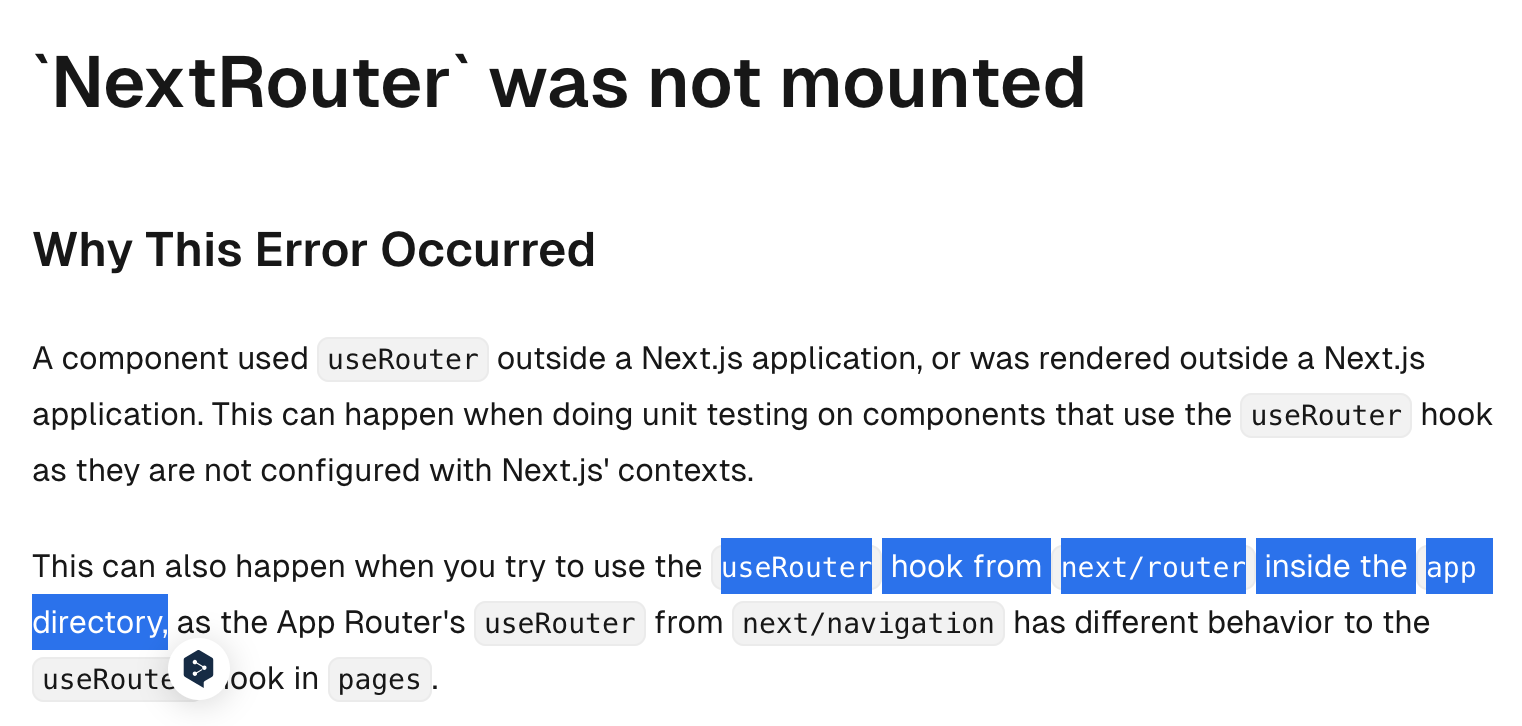 `NextRouter` was not mounted
Why This Error Occurred
A component used useRouter outside a Next.js application, or was rendered outside a Next.js
application. This can happen when doing unit testing on components that use the useRouter hook
as they are not configured with Next.js' contexts.
This can also happen when you try to use the useRouter hook from next/router inside the app
directory, as the App Router's useRouter from next/navigation has different behavior to the
in pages.